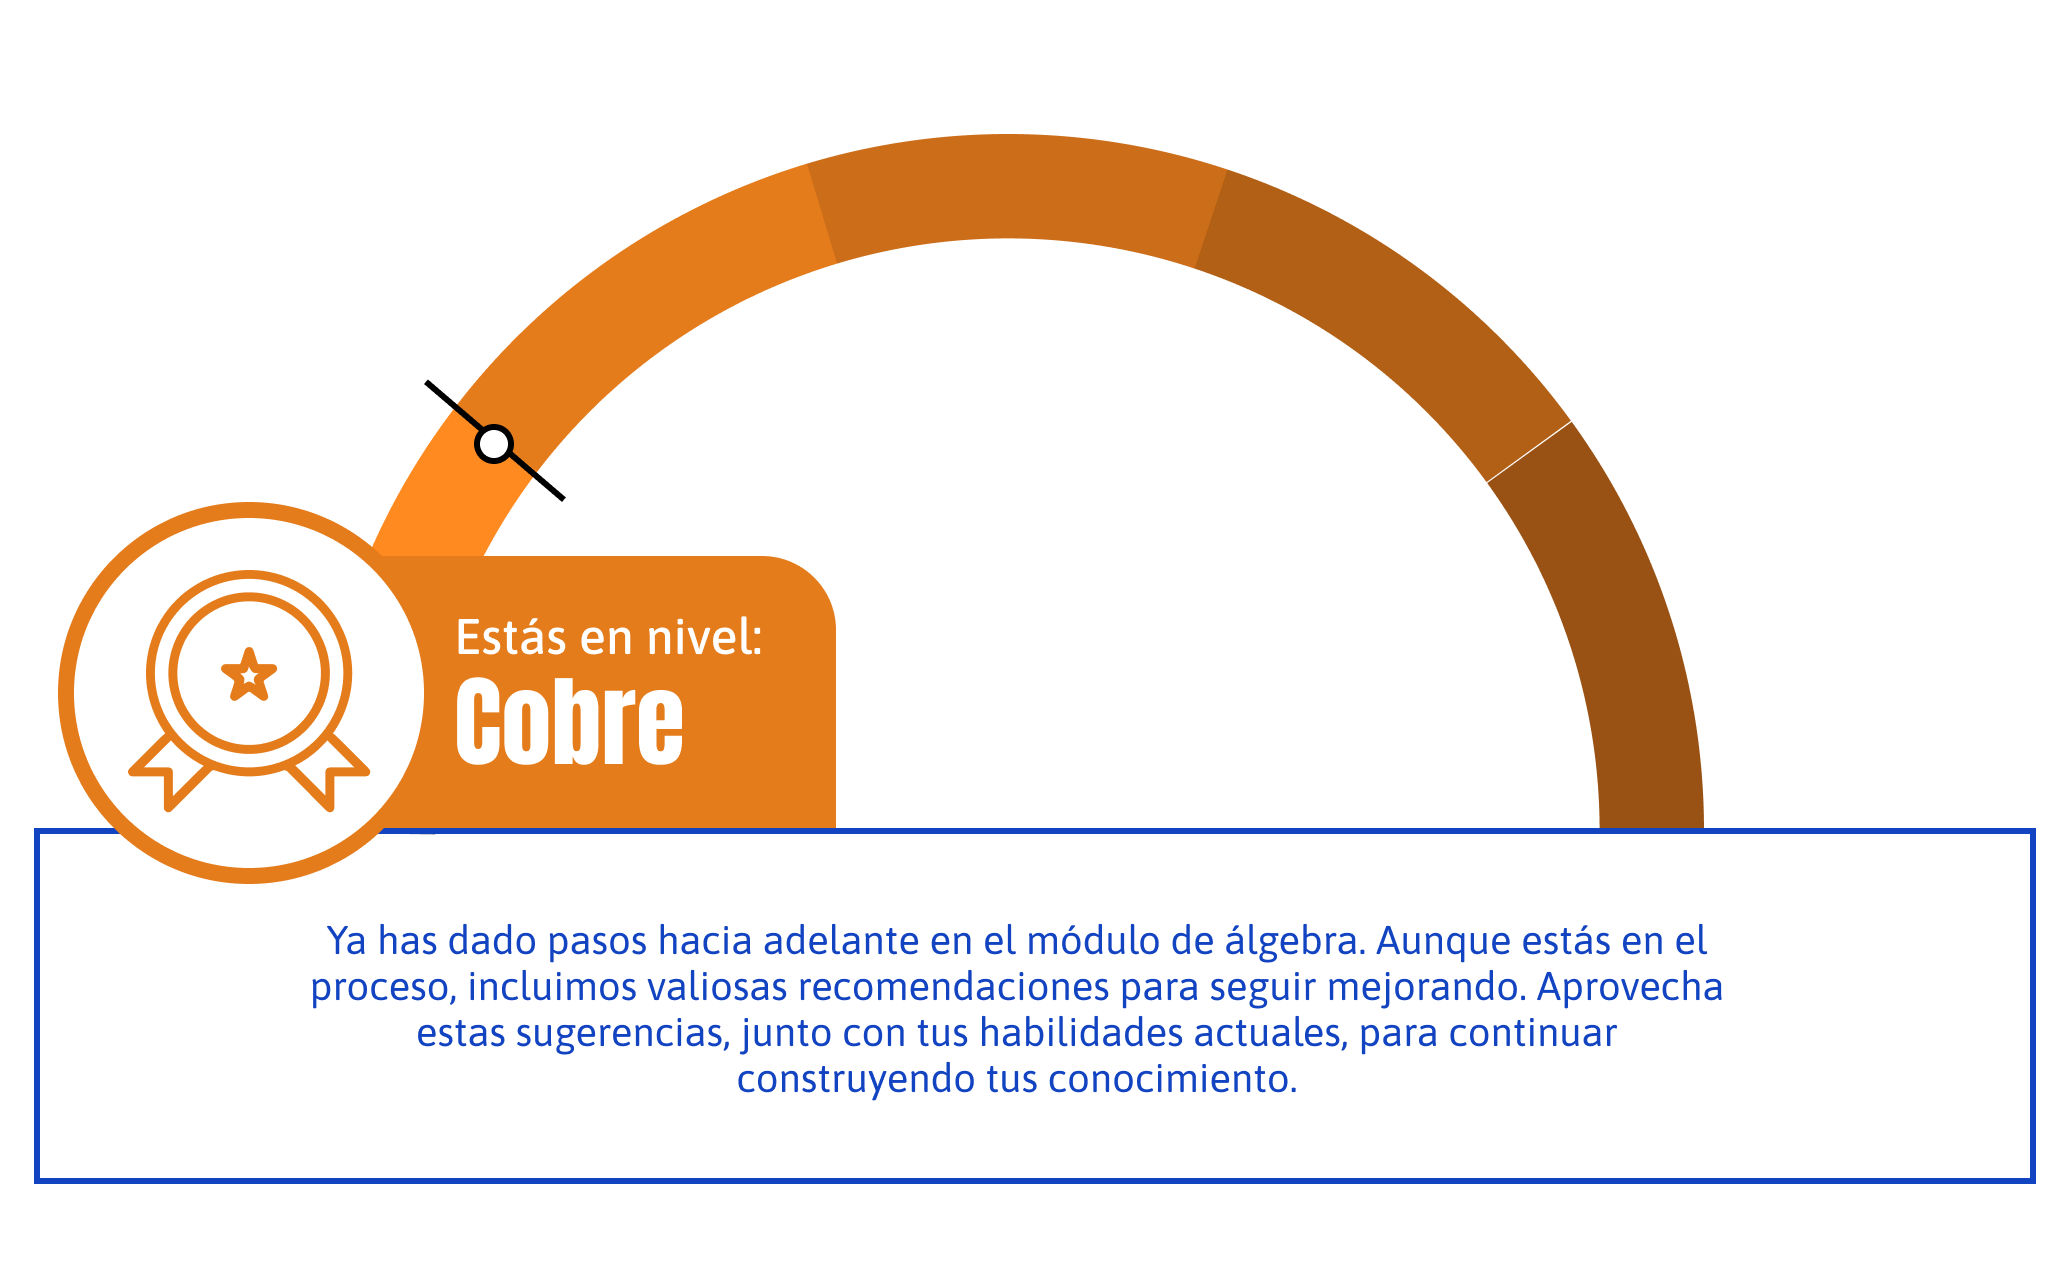 Estás en nivel:
Cobre
Ya has dado pasos hacia adelante en el módulo de álgebra. Aunque estás en el
proceso, incluimos valiosas recomendaciones para seguir mejorando. Aprovecha
estas sugerencias, junto con tus habilidades actuales, para continuar
construyendo tus conocimiento.